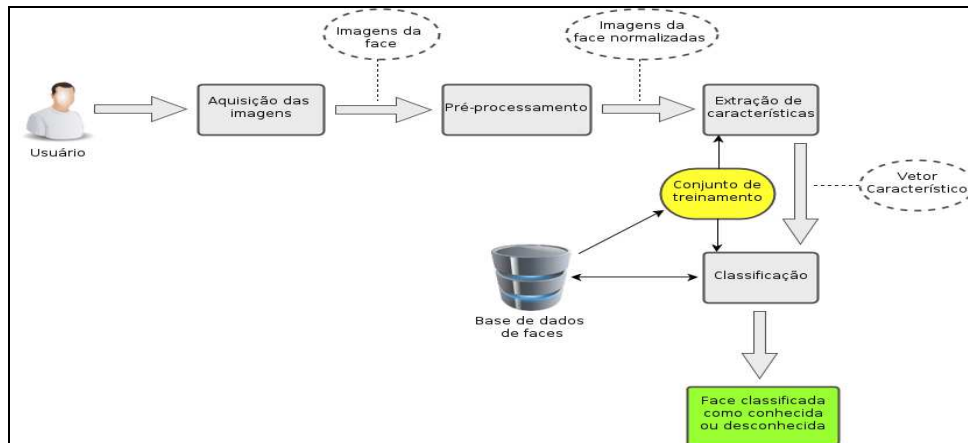 Imagens da
face
Imagens da
face normalizadas
Usuário
Aquisição das
imagens
Pré-processamento
Extração de
características
Conjunto de
treinamento
Vetor
Característico
Base de dados
de faces
Classificação
Face classificada
como conhecida
ou desconhecida